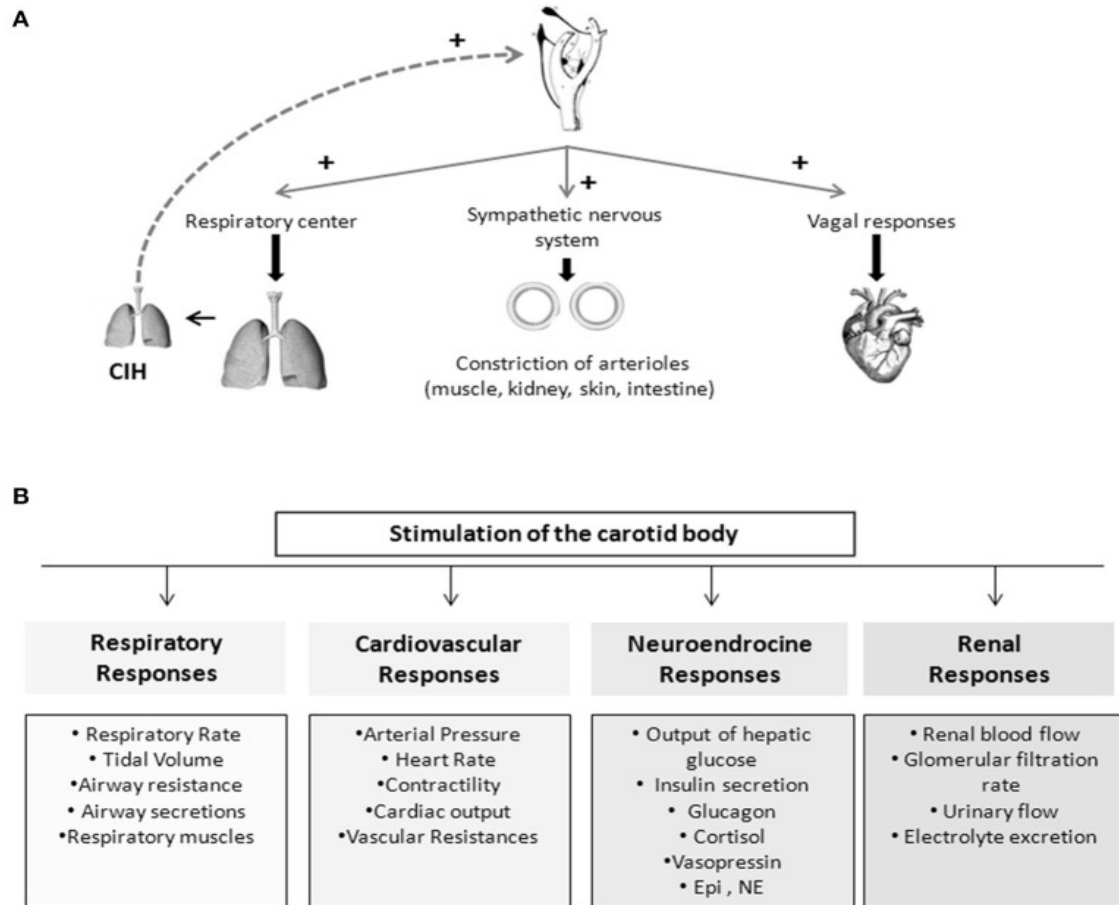 A
+
+
+
+
Respiratory center
Sympathetic nervous
system
Vagal responses
CIH
Constriction of arterioles
(muscle, kidney, skin, intestine)
B
Stimulation of the carotid body
Respiratory
Responses
• Respiratory Rate
• Tidal Volume
•Airway resistance
• Airway secretions
•Respiratory muscles
Cardiovascular
Responses
•Arterial Pressure
• Heart Rate
•Contractility
•Cardiac output
•Vascular Resistances
Neuroendocrine
Responses
• Output of hepatic
glucose
• Insulin secretion
• Glucagon
• Cortisol
•Vasopressin
• Epi , NE
Renal
Responses
• Renal blood flow
• Glomerular filtration
rate
• Urinary flow
• Electrolyte excretion